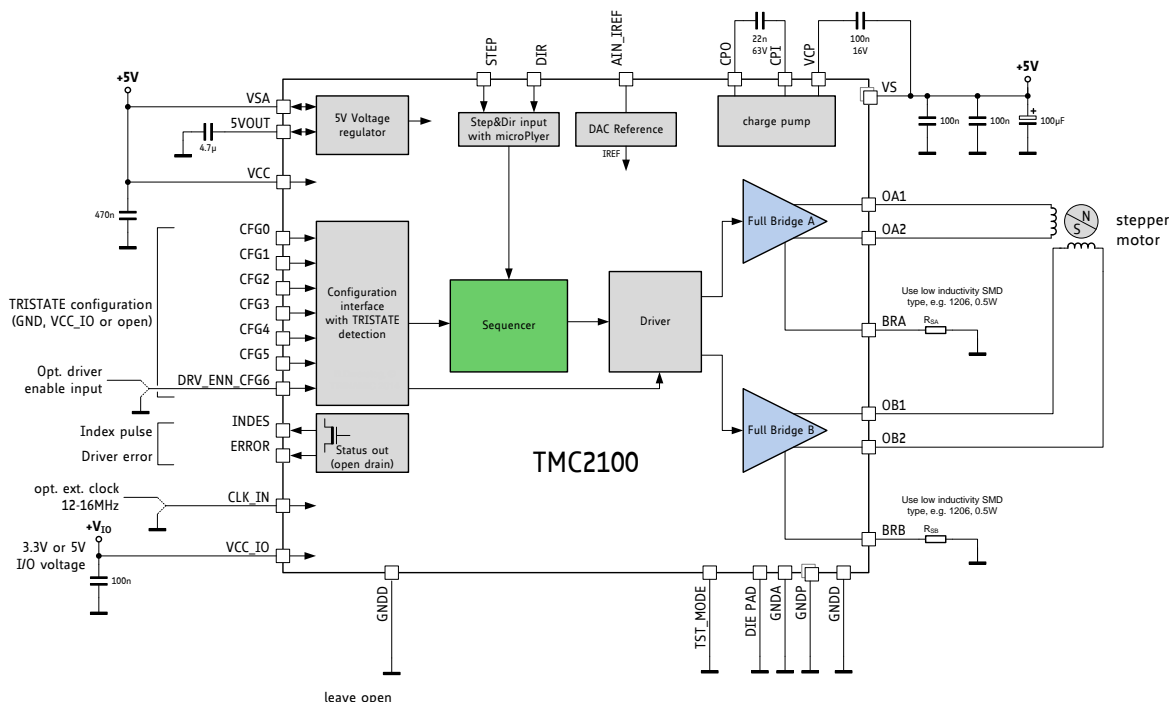 STEP
DIR
AIN_IREF
CPO
22n
63V
CPI
VCP
100n
16V
+5V
VSA
5VOUT
4.7µ
5V Voltage
regulator
Step&Dir input
with microPlyer
DAC Reference
IREF
charge pump
VS
+5V
100n
100n
+
100µF
VCC
470n
TRISTATE configuration
(GND, VCC_IO or open)
CFG0
CFG1
CFG2
CFG3
CFG4
CFG5
DRV_ENN_CFG6
Opt. driver
enable input
Configuration
interface
with TRISTATE
detection
Sequencer
Driver
Full Bridge A
Full Bridge B
OA1
OA2
N
S
stepper
motor
Use low inductivity SMD
type, e.g. 1206, 0.5W
BRA
RSA
OB1
OB2
Use low inductivity SMD
type, e.g. 1206, 0.5W
BRB
RSB
Index pulse
Driver error
INDES
ERROR
Status out
(open drain)
TMC2100
opt. ext. clock
12-16MHz
CLK_IN
+VIO
3.3V or 5V
I/O voltage
VCC_IO
100n
GNDD
TST_MODE
DIE PAD
GNDA
GNDP
GNDD
leave open